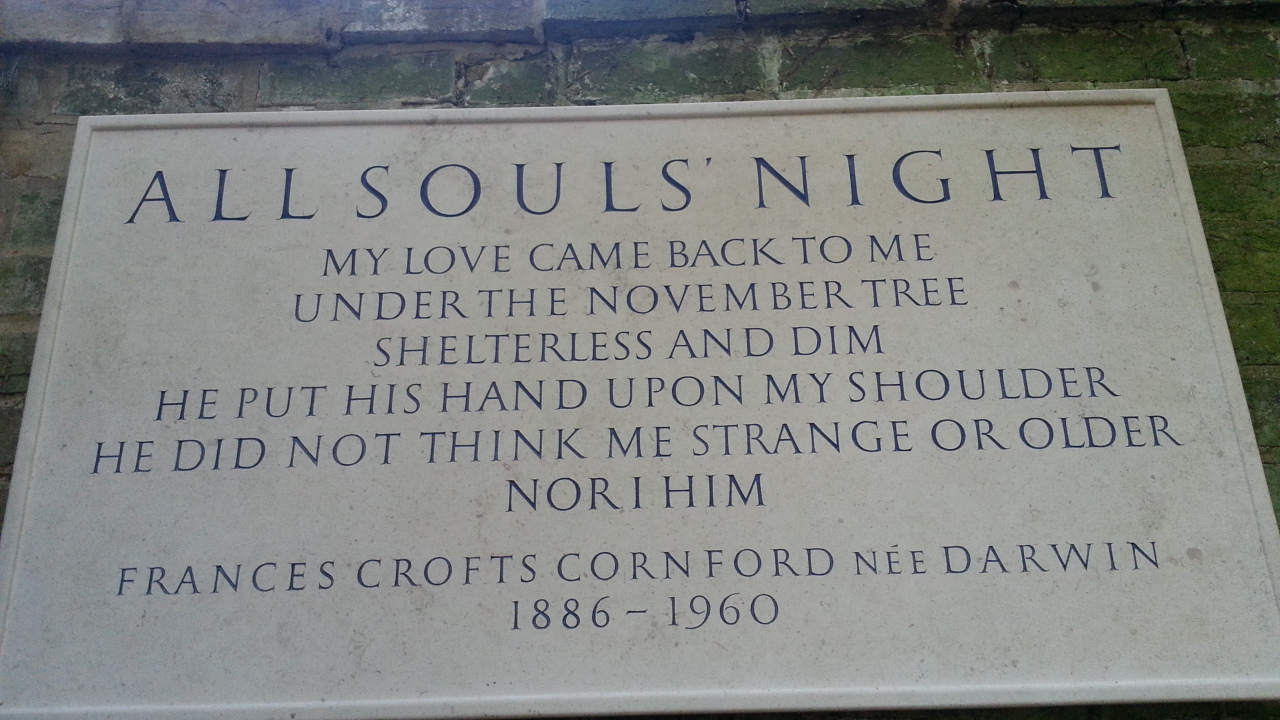 ALL SOULS' NIGHT
MY LOVE CAME BACK TO ME
UNDER THE NOVEMBER TREE
SHELTERLESS AND DIM
HE PUT HIS HAND UPON MY SHOULDER
HE DID NOT THINK ME STRANGE OR OLDER
NOR I HIM
FRANCES CROFTS CORNFORD NÉE DARWIN
1886 – 1960